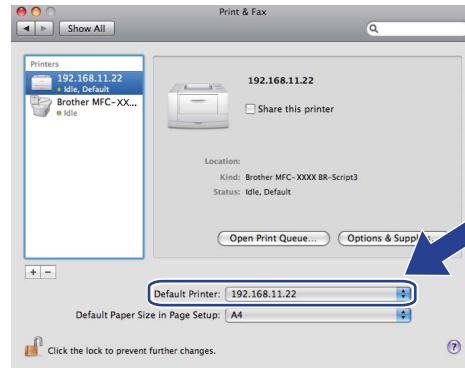 Print & Fax
Show All
Printers
192.168.11.22
Idle, Default
Brother MFC-XX...
Idle
192.168.11.22
Share this printer
Location:
Kind: Brother MFC-XXXX BR-Script3
Status: Idle, Default
Open Print Queue... Options &
+ -
Default Printer: 192.168.11.22
Default Paper Size in Page Setup: A4
Click the lock to prevent further changes.
?